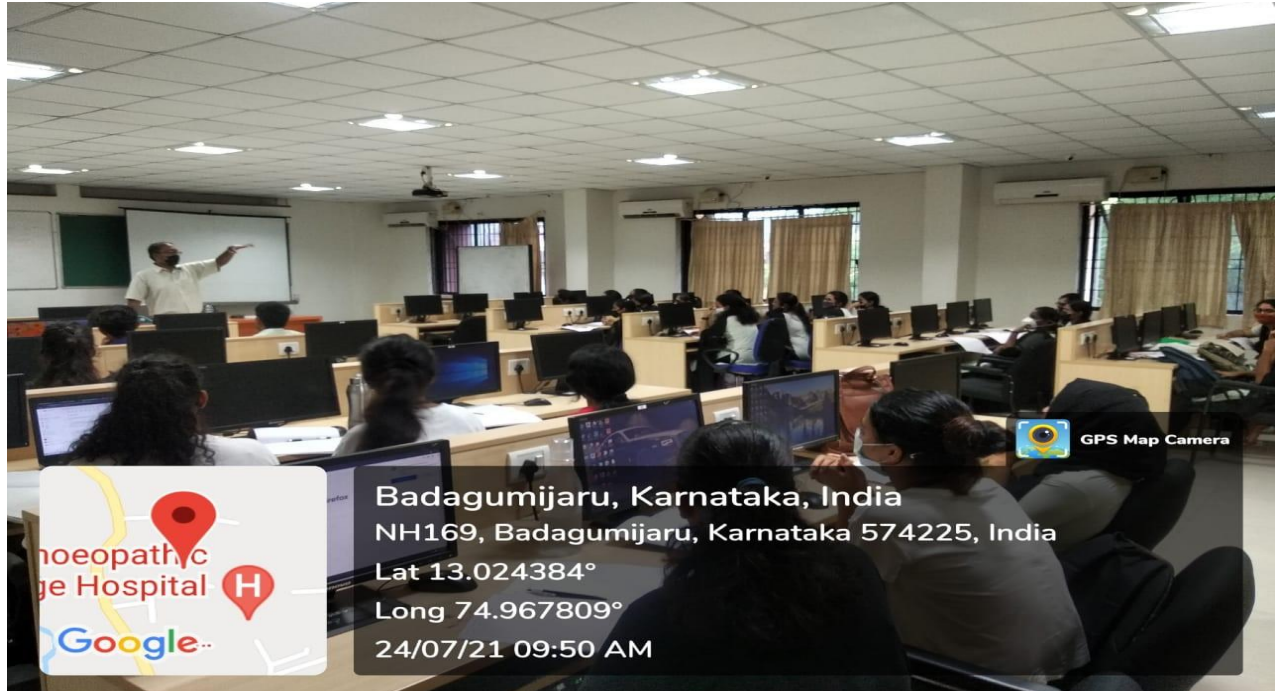 GPS Map Camera
Badagumijaru, Karnataka, India
NH169, Badagumijaru, Karnataka 574225, India
Lat 13.024384°
Long 74.967809°
24/07/21 09:50 AM
noeopathic
ge Hospital
H
Google